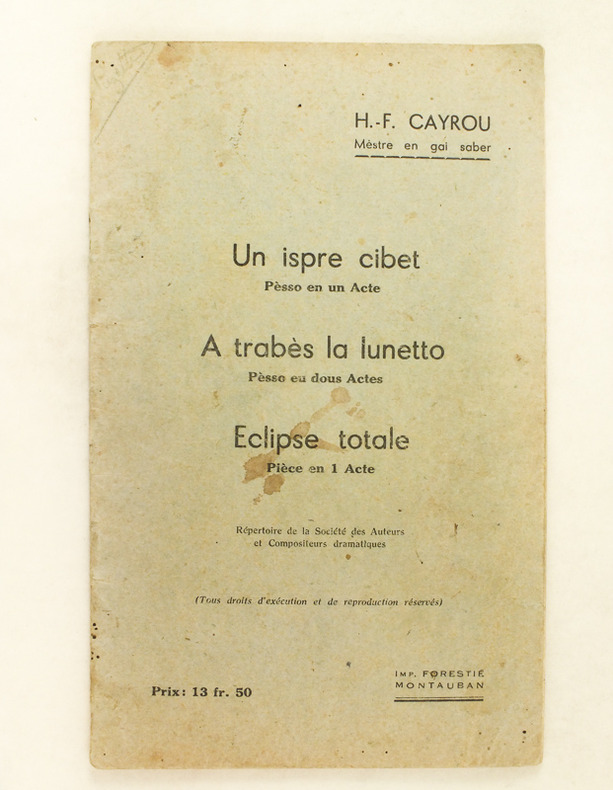 H.-F. CAYROU
Mèstre en gai saber
Un ispre cibet
Pèsso en un Acte
A trabès la lunetto
Pèsso en dous Actes
Eclipse totale
Pièce en 1 Acte
Répertoire de la Société des Auteurs
et Compositeurs dramatiques
(Tous droits d'exécution et de reproduction réservés)
Prix: 13 fr. 50
IMP. FORESTIÉ
MONTAUBAN